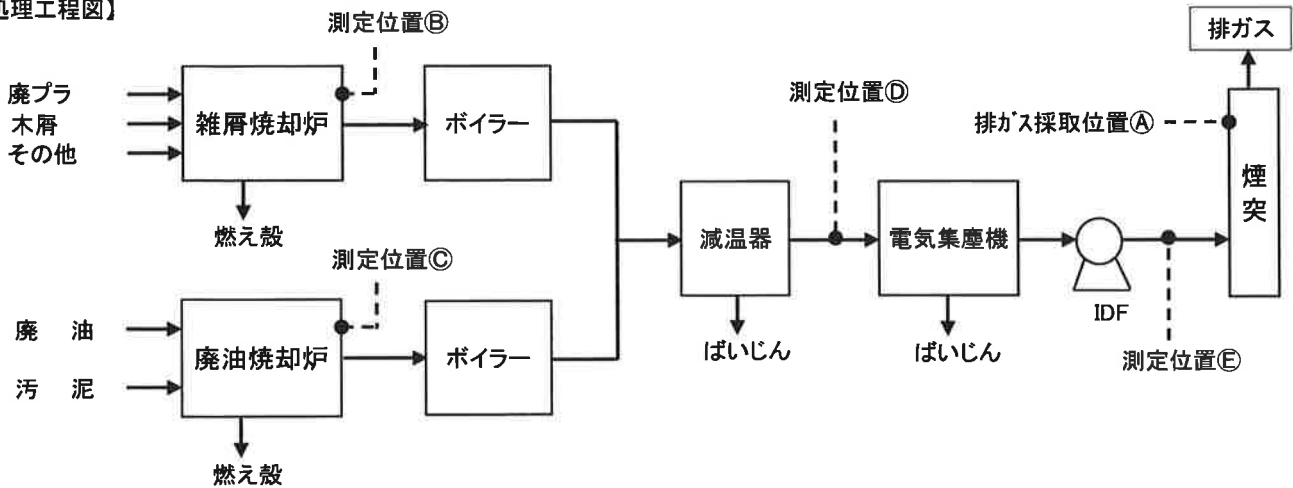 処理工程図】
測定位置Ⓑ
廃プラ
木屑
その他
雑屑焼却炉
ボイラー
燃え殻
測定位置Ⓒ
廃 油
汚 泥
廃油焼却炉
ボイラー
燃え殻
減温器
ばいじん
測定位置Ⓓ
電気集塵機
ばいじん
IDF
測定位置Ⓔ
排ガス採取位置Ⓐ
排ガス
煙突